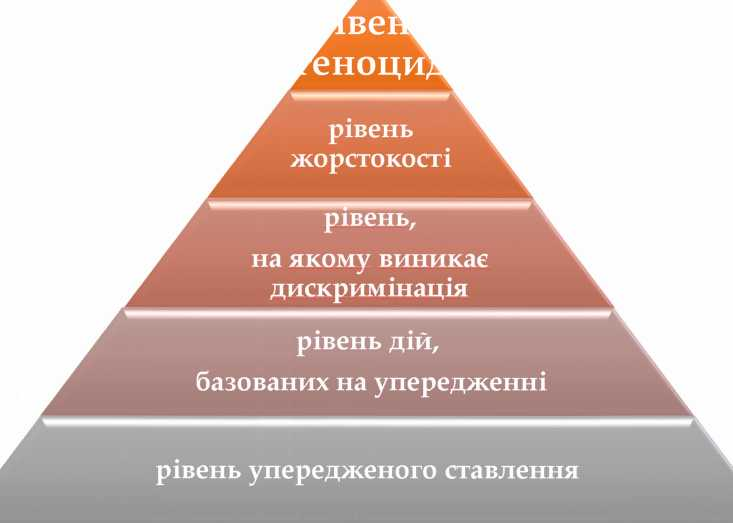 рівень
жорстокості
рівень,
на якому виникає
дискримінація
рівень дій,
базованих на упередженні
рівень упередженого ставлення